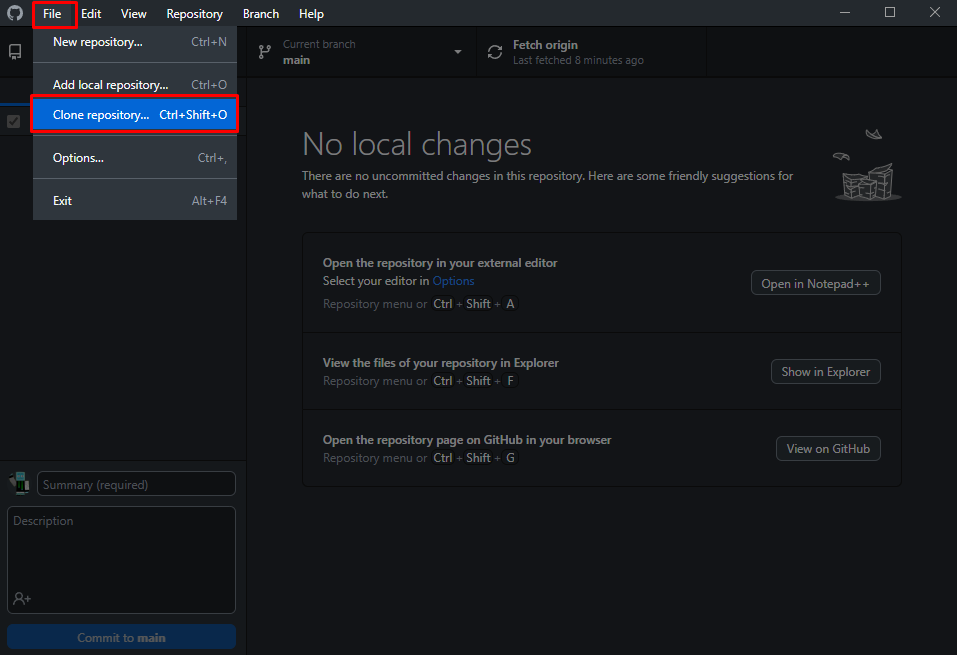 File Edit View Repository Branch Help
New repository... Ctrl+N
Add local repository... Ctrl+O
Clone repository... Ctrl+Shift+O
Options... Ctrl+,
Exit Alt+F4
Current branch
main
Fetch origin
Last fetched 8 minutes ago
No local changes
There are no uncommitted changes in this repository. Here are some friendly suggestions for
what to do next.
Open the repository in your external editor
Select your editor in Options
Repository menu or Ctrl + Shift + A
Open in Notepad++
View the files of your repository in Explorer
Repository menu or Ctrl + Shift + F
Show in Explorer
Open the repository page on GitHub in your browser
Repository menu or Ctrl + Shift + G
View on GitHub
Summary (required)
Description
Commit to main